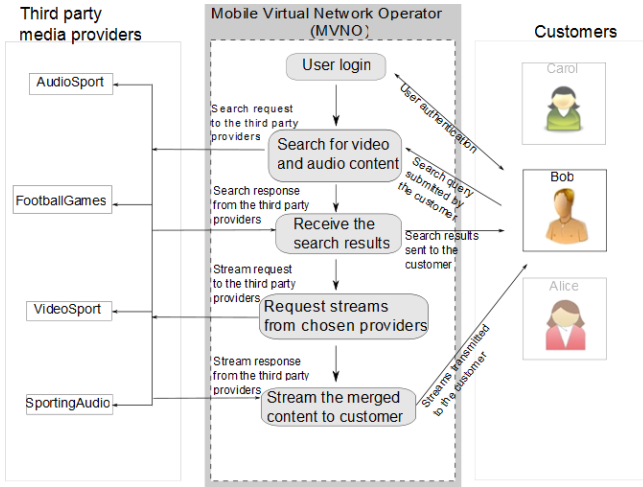 Third party
media providers
AudioSport
FootballGames
VideoSport
SportingAudio
Mobile Virtual Network Operator
(MVNO)
User login
Search request
to the third party
providers
Search for video
and audio content
Search response
from the third party
providers
Receive the
search results
Stream request
to the third party
providers
Request streams
from chosen providers
Stream response
from the third party
providers
Stream the merged
content to customer
User authentication
Search query
submitted by
the customer.
Search results
sent to the
customer
Streams transmitted
to the customer
Customers
Carol
Bob
Alice